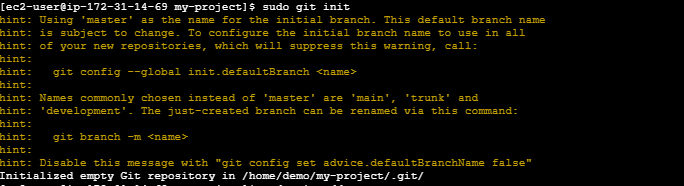 [ec2-user@ip-172-31-14-69 my-project]$ sudo git init
hint: Using 'master' as the name for the initial branch. This default branch name
hint: is subject to change. To configure the initial branch name to use in all
hint: of your new repositories, which will suppress this warning, call:
hint:
hint:   git config --global init.defaultBranch <name>
hint:
hint: Names commonly chosen instead of 'master' are 'main', 'trunk' and
hint: 'development'. The just-created branch can be renamed via this command:
hint:
hint:   git branch -m <name>
hint:
hint: Disable this message with "git config set advice.defaultBranchName false"
Initialized empty Git repository in /home/demo/my-project/.git/